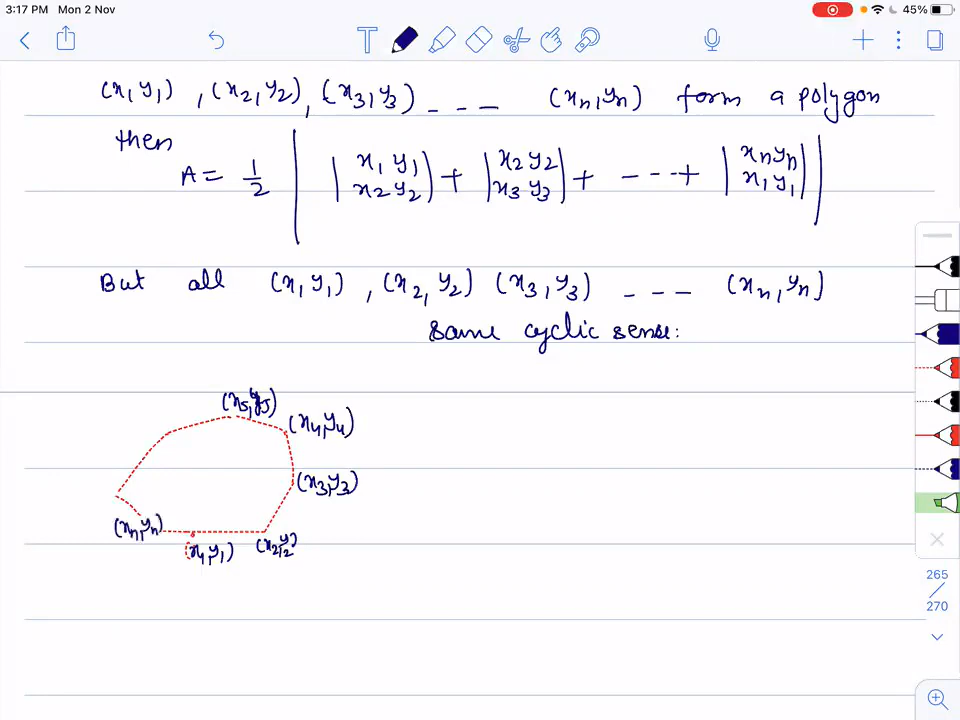 3:17 PM Mon 2 Nov 45%
(x1 y1) , (x2, y2) , (x3, y3) - - - (xn, yn) form a polygon
then
A = 1/2 | |x1 y1| + |x2 y2| + - - - + |xn yn| |
|x2 y2| |x3 y3| |x1 y1|
But all (x1 y1) , (x2, y2) (x3, y3) - - - (xn, yn)
same cyclic sense:
(x5, y5)
(x4, y4)
(x3, y3)
(xn, yn)
(x1, y1) (x2, y2)
265
270